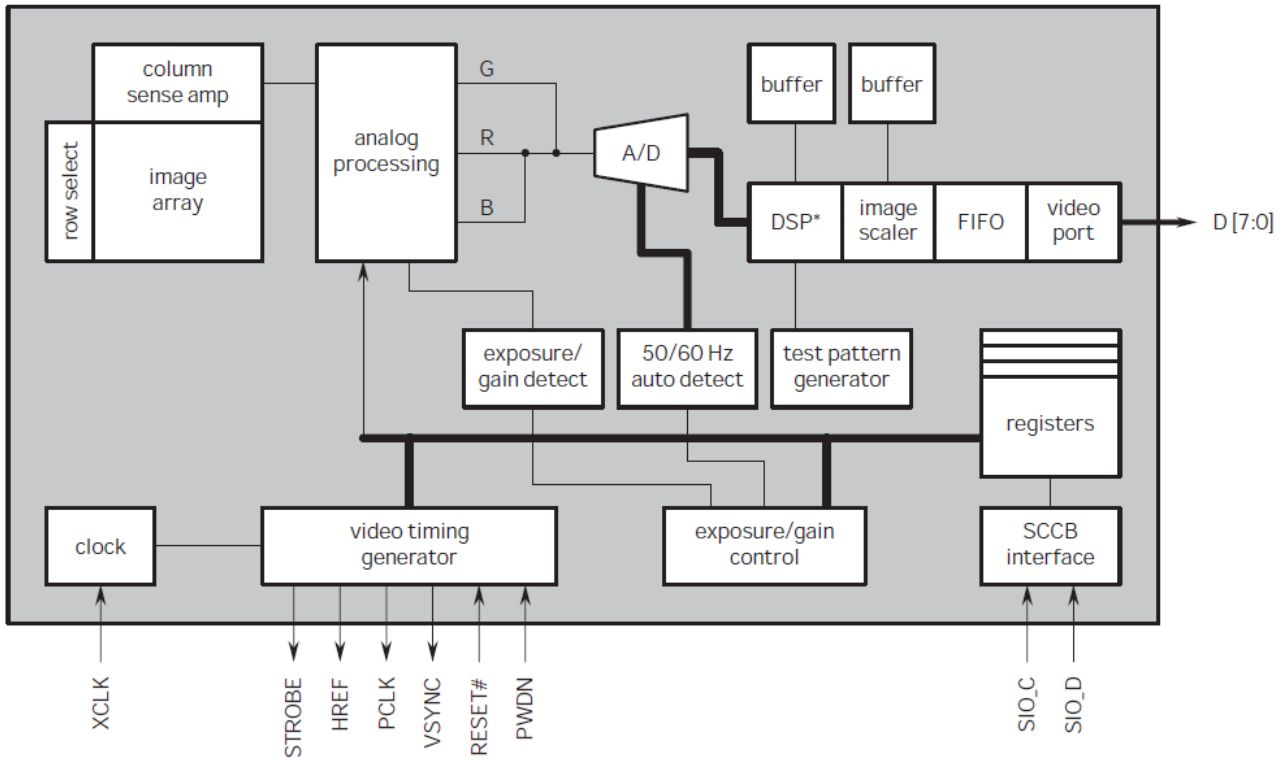 column
sense amp
row select
image
array
analog
processing
G
R
B
A/D
buffer
buffer
DSP*
image
scaler
FIFO
video
port
D [7:0]
exposure/
gain detect
50/60 Hz
auto detect
test pattern
generator
registers
clock
video timing
generator
exposure/gain
control
SCCB
interface
XCLK
STROBE
HREF
PCLK
VSYNC
RESET#
PWDN
SIO_C
SIO_D